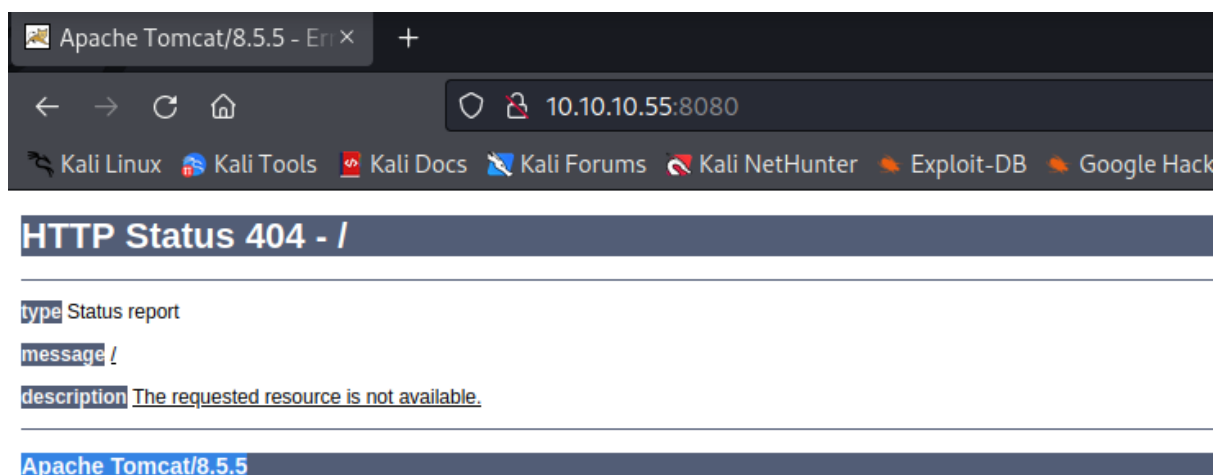 Apache Tomcat/8.5.5 - Err
10.10.10.55:8080
Kali Linux Kali Tools Kali Docs Kali Forums Kali NetHunter Exploit-DB Google Hack
HTTP Status 404 - /
type Status report
message /
description The requested resource is not available.
Apache Tomcat/8.5.5